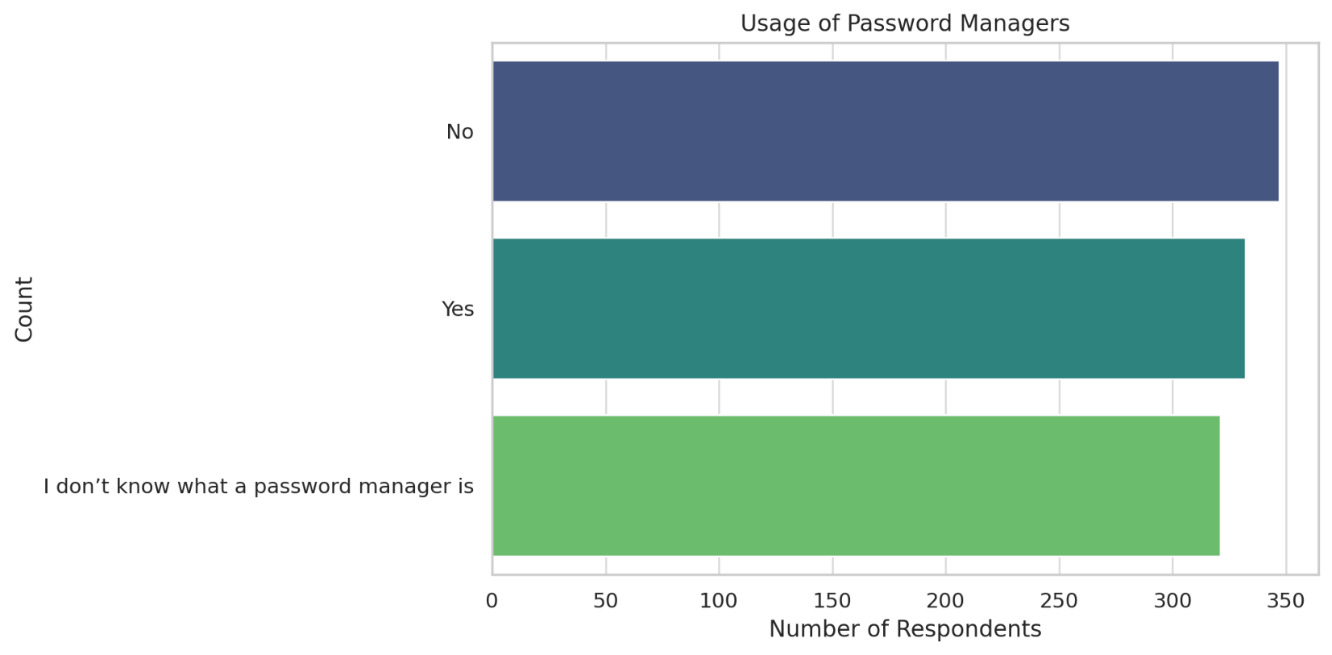 Usage of Password Managers
Count
No
Yes
I don’t know what a password manager is
0 50 100 150 200 250 300 350
Number of Respondents